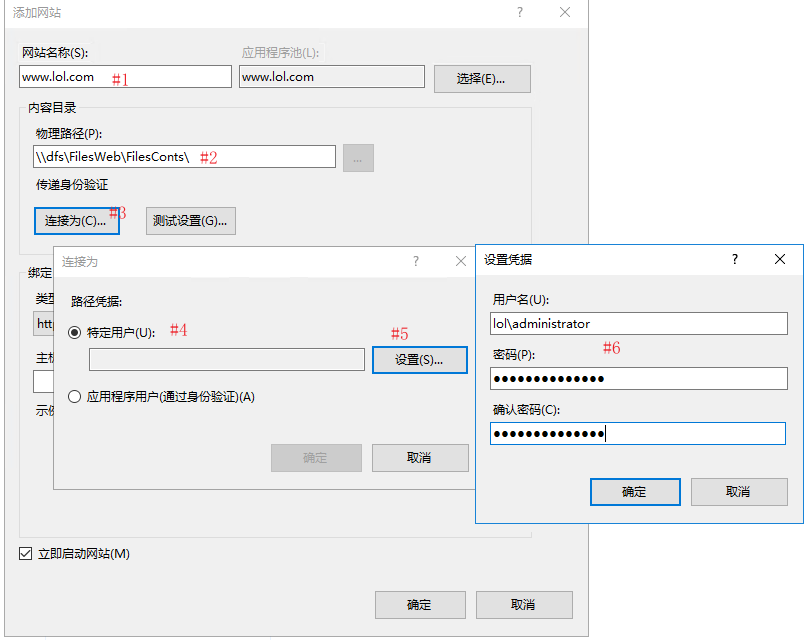 添加网站
网站名称(S):
应用程序池(L):
www.lol.com #1
www.lol.com
选择(E)...
内容目录
物理路径(P):
\\dfs\FilesWeb\FilesConts\ #2
...
传递身份验证
连接为(C)... #3
测试设置(G)...
绑定
类型
htt
主机
示例
连接为
路径凭据:
特定用户(U): #4
#5
设置(S)...
应用程序用户(通过身份验证)(A)
确定
取消
设置凭据
用户名(U):
lol\administrator
密码(P): #6
●●●●●●●●●●●●●●
确认密码(C):
●●●●●●●●●●●●●●
确定
取消
立即启动网站(M)
确定
取消